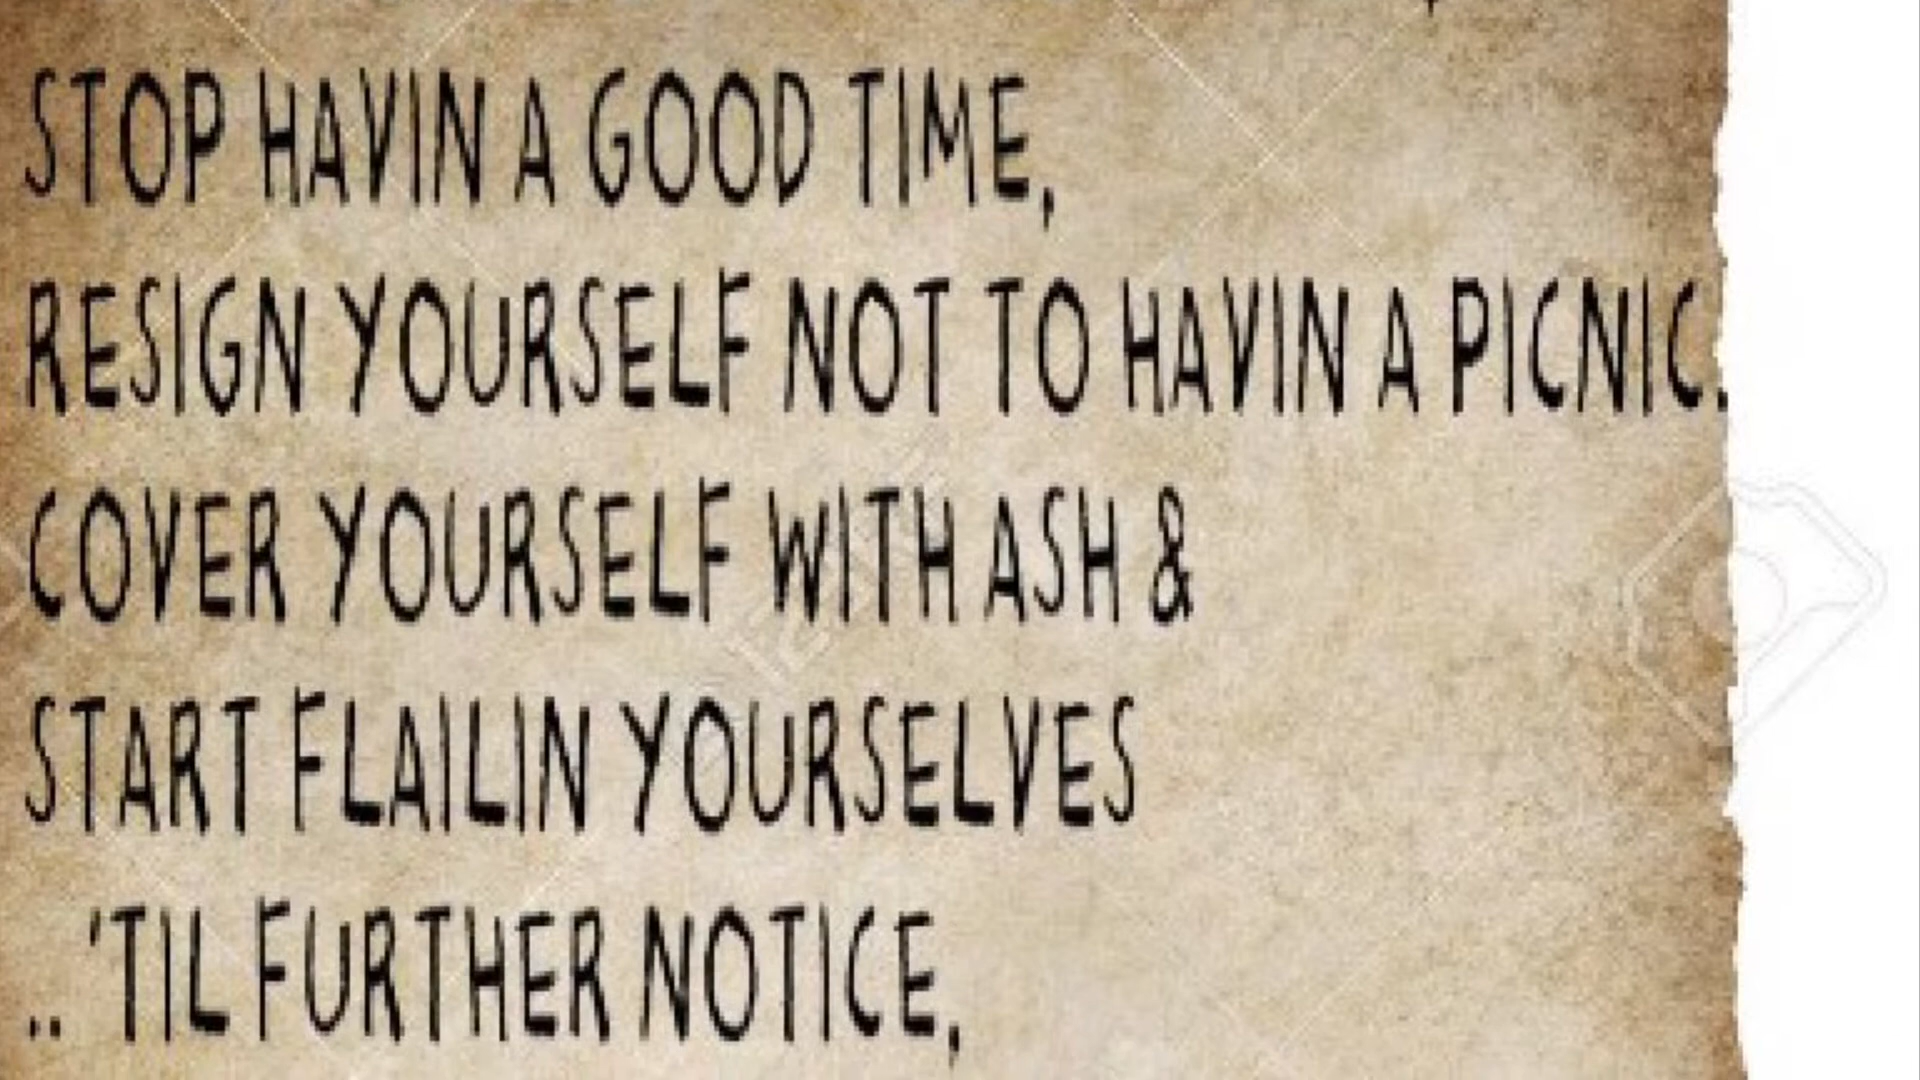 STOP HAVIN A GOOD TIME,
RESIGN YOURSELF NOT TO HAVIN A PICNIC.
COVER YOURSELF WITH ASH &
START FLAILIN YOURSELVES
.. 'TIL FURTHER NOTICE,